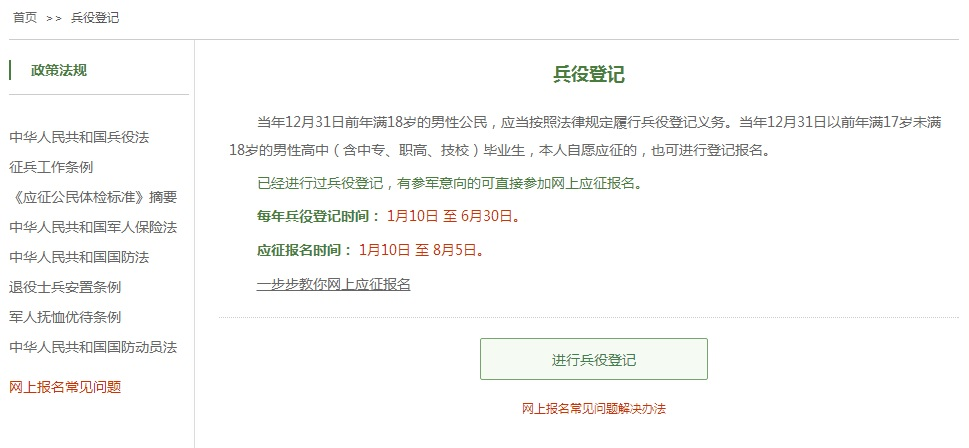 首页 >> 兵役登记
政策法规
中华人民共和国兵役法
征兵工作条例
《应征公民体检标准》摘要
中华人民共和国军人保险法
中华人民共和国国防法
退役士兵安置条例
军人抚恤优待条例
中华人民共和国国防动员法
网上报名常见问题
兵役登记
当年12月31日前年满18岁的男性公民，应当按照法律规定履行兵役登记义务。当年12月31日以前年满17岁未满
18岁的男性高中（含中专、职高、技校）毕业生，本人自愿应征的，也可进行登记报名。
已经进行过兵役登记，有参军意向的可直接参加网上应征报名。
每年兵役登记时间： 1月10日 至 6月30日。
应征报名时间： 1月10日 至 8月5日。
一步步教你网上应征报名
进行兵役登记
网上报名常见问题解决办法